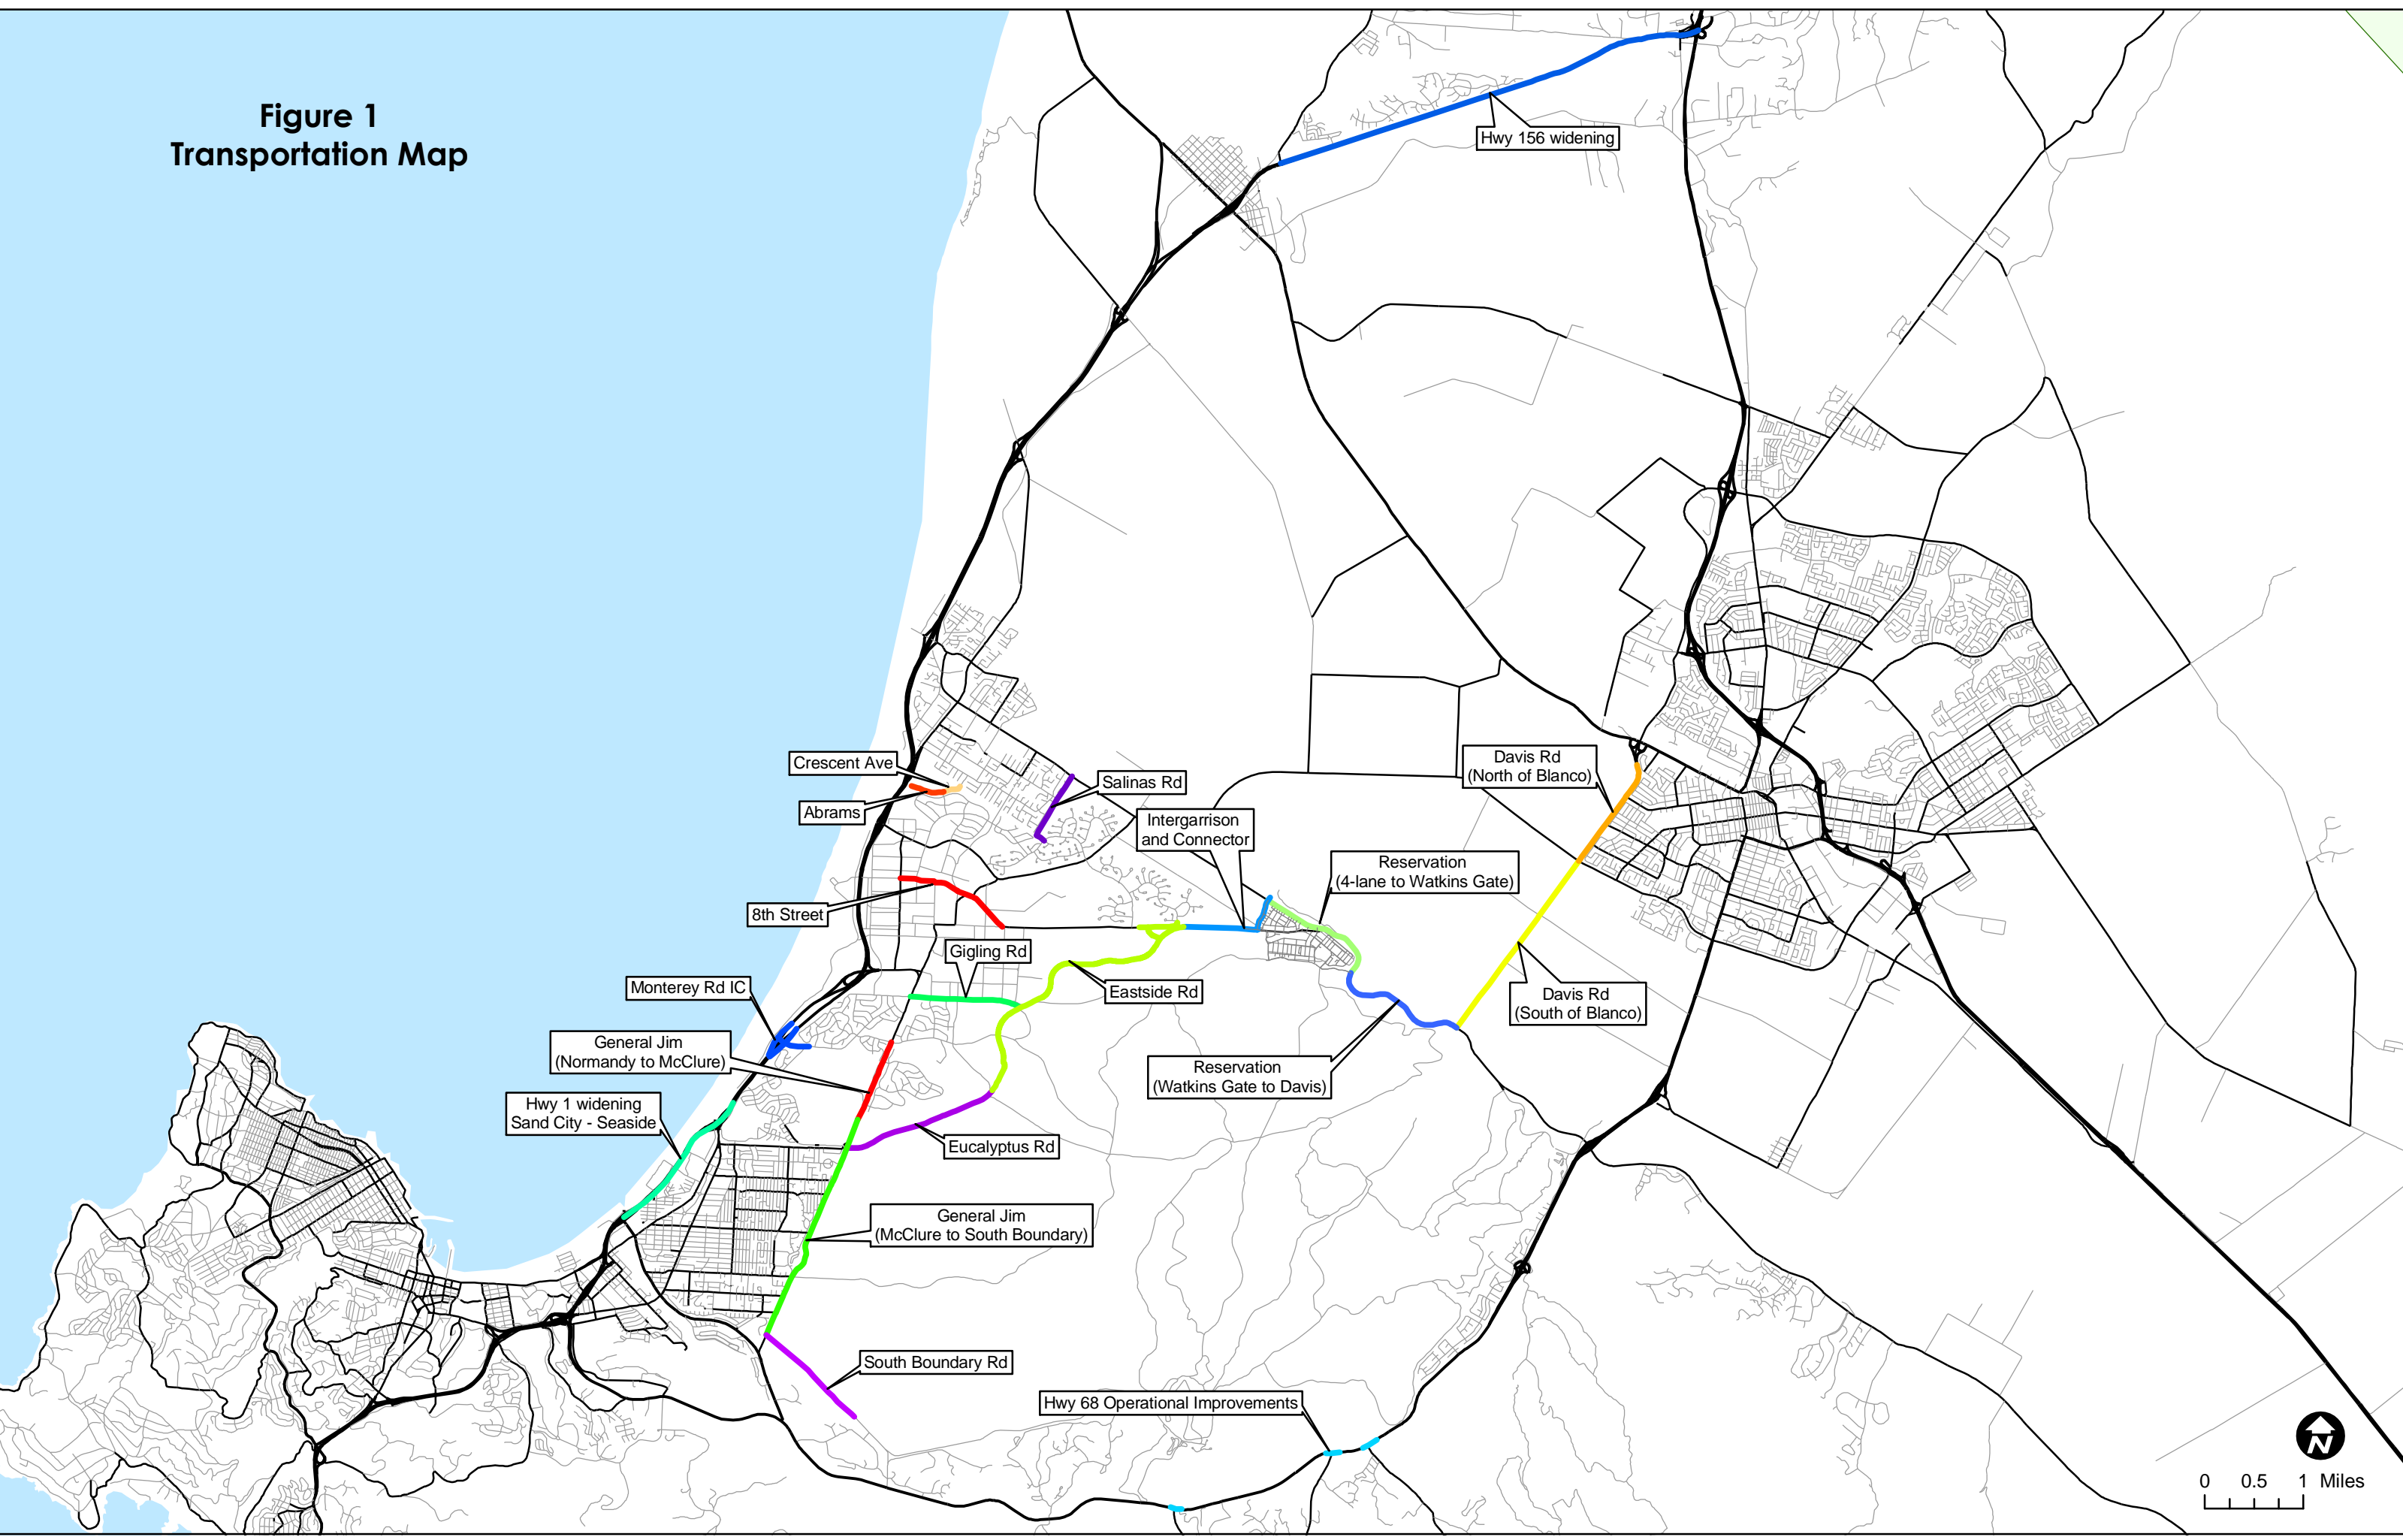 Figure 1
Transportation Map
Hwy 156 widening
Crescent Ave
Abrams
Salinas Rd
Davis Rd
(North of Blanco)
Intergarrison
and Connector
Reservation
(4-lane to Watkins Gate)
8th Street
Gigling Rd
Monterey Rd IC
Eastside Rd
Davis Rd
(South of Blanco)
General Jim
(Normandy to McClure)
Reservation
(Watkins Gate to Davis)
Hwy 1 widening
Sand City - Seaside
Eucalyptus Rd
General Jim
(McClure to South Boundary)
South Boundary Rd
Hwy 68 Operational Improvements
N
0 0.5 1 Miles